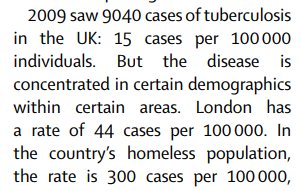 2009 saw 9040 cases of tuberculosis
in the UK: 15 cases per 100 000
individuals. But the disease is
concentrated in certain demographics
within certain areas. London has
a rate of 44 cases per 100 000. In
the country's homeless population,
the rate is 300 cases per 100 000,